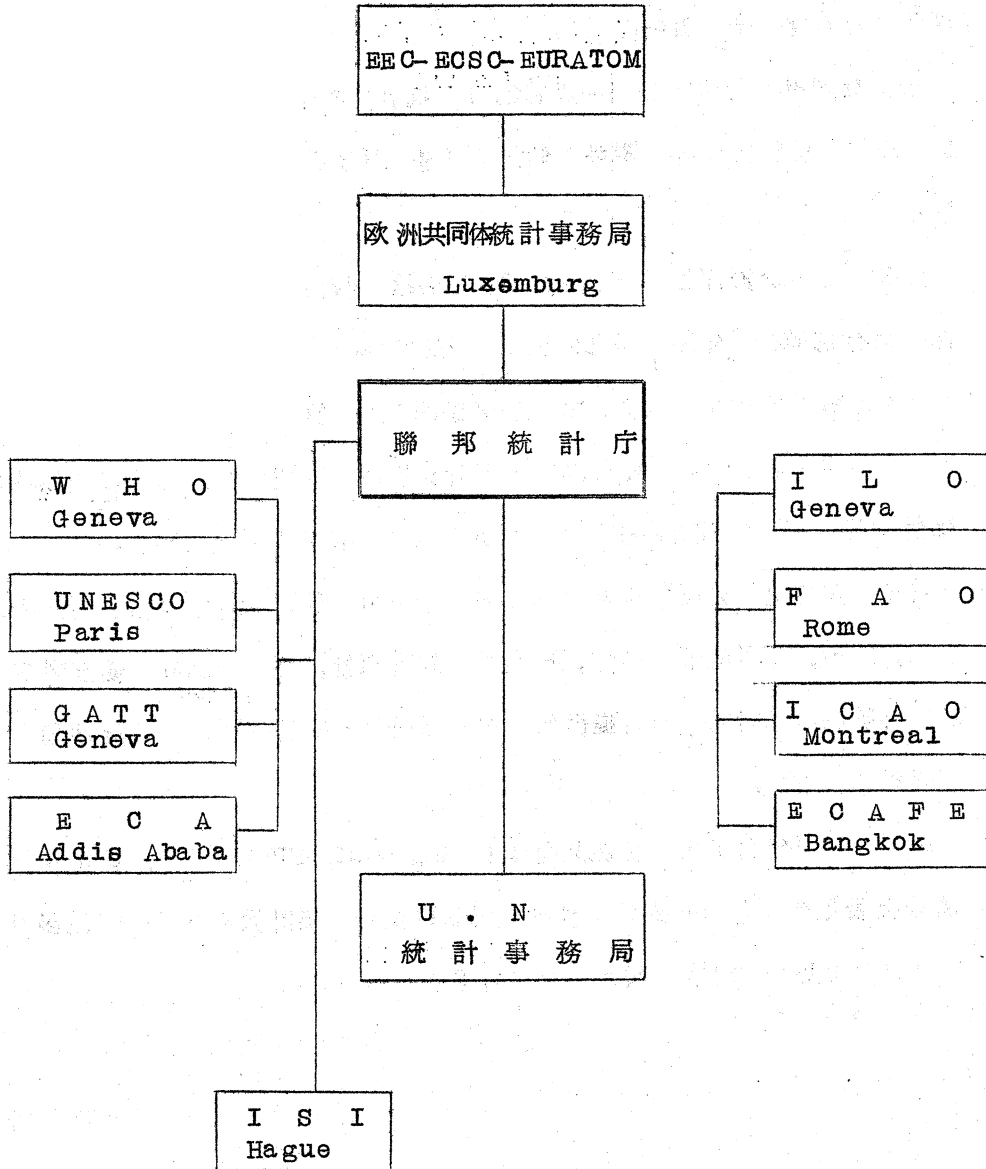 EEC-ECSC-EURATOM
欧洲共同体統計事務局
Luxemburg
聯邦統計庁
W H O
Geneva
UNESCO
Paris
GATT
Geneva
E C A
Addis Ababa
I L O
Geneva
F A O
Rome
I C A O
Montreal
E C A F E
Bangkok
U . N
統計事務局
I S I
Hague